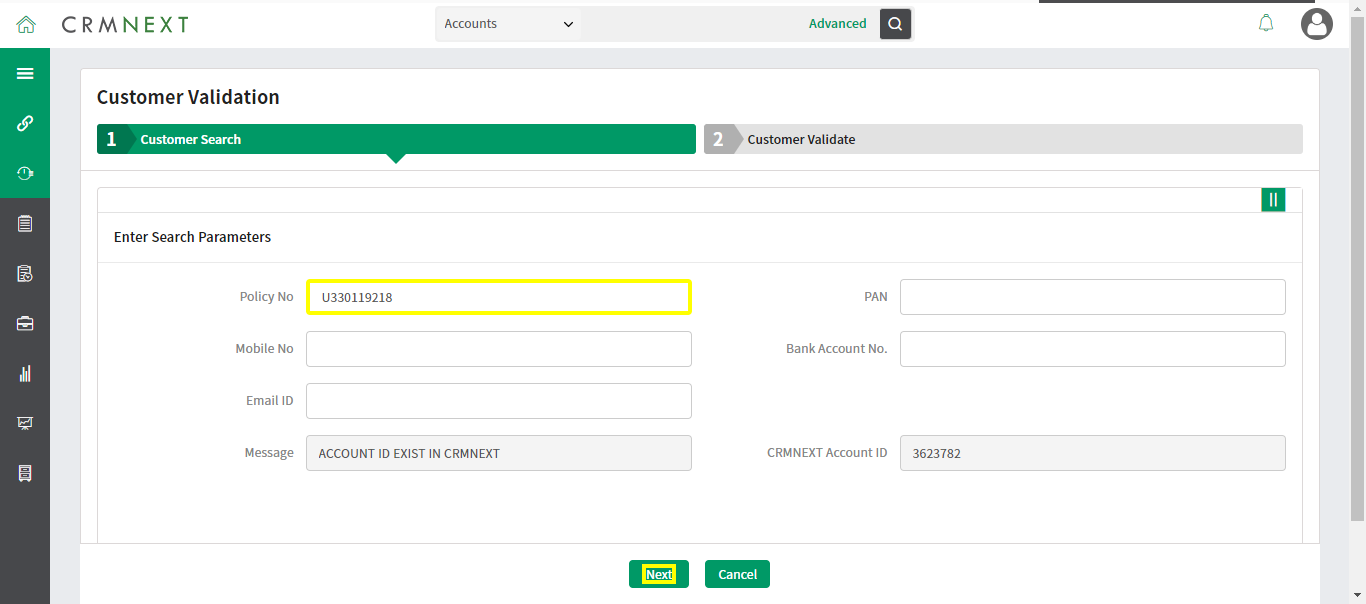 CRMNEXT
Accounts
Advanced
Customer Validation
1 Customer Search
2 Customer Validate
Enter Search Parameters
Policy No U330119218 PAN
Mobile No Bank Account No.
Email ID
Message ACCOUNT ID EXIST IN CRMNEXT CRMNEXT Account ID 3623782
Next Cancel